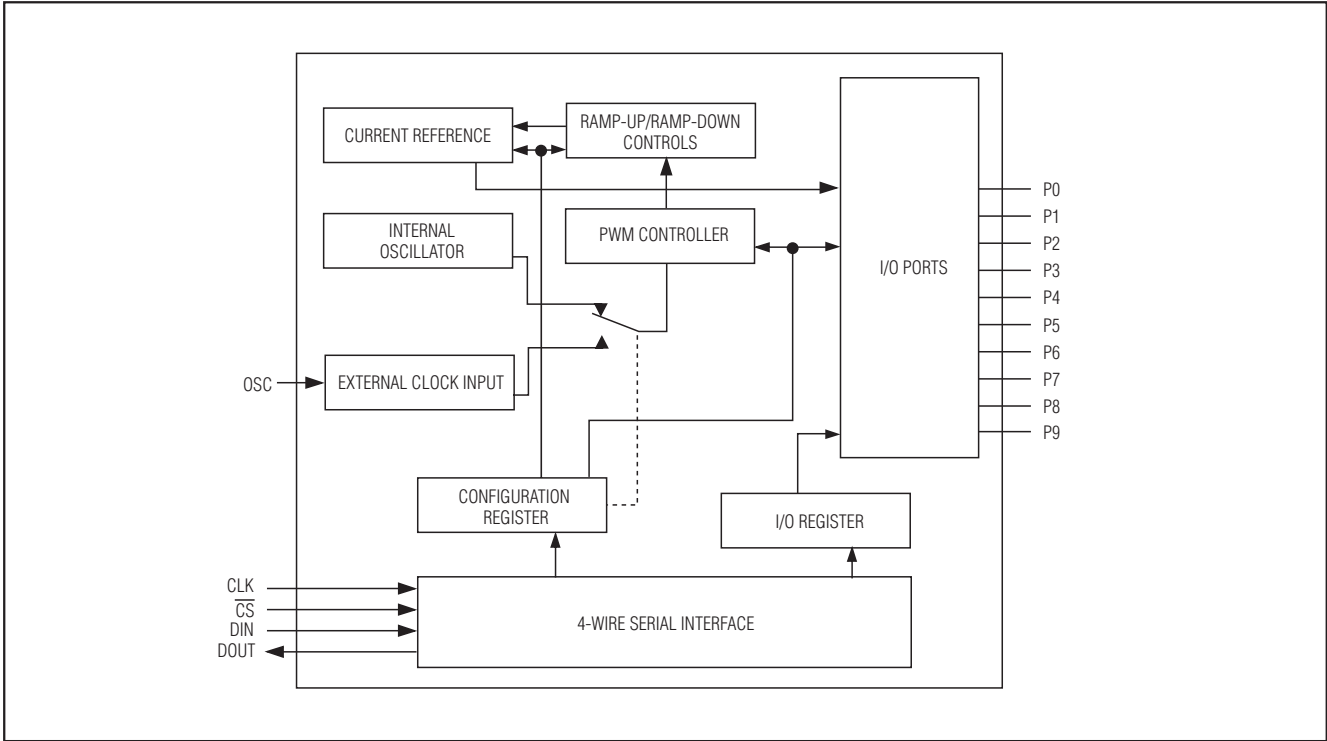 CURRENT REFERENCE
RAMP-UP/RAMP-DOWN
CONTROLS
INTERNAL
OSCILLATOR
PWM CONTROLLER
I/O PORTS
P0
P1
P2
P3
P4
P5
P6
P7
P8
P9
OSC
EXTERNAL CLOCK INPUT
CONFIGURATION
REGISTER
I/O REGISTER
CLK
CS
DIN
DOUT
4-WIRE SERIAL INTERFACE